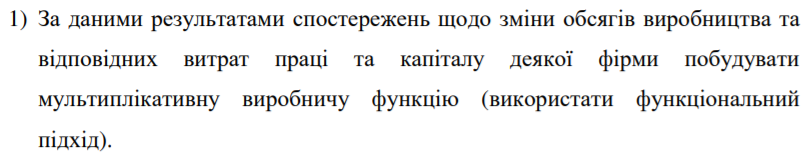 1) За даними результатами спостережень щодо зміни обсягів виробництва та
відповідних витрат праці та капіталу деякої фірми побудувати
мультиплікативну виробничу функцію (використати функціональний
підхід).